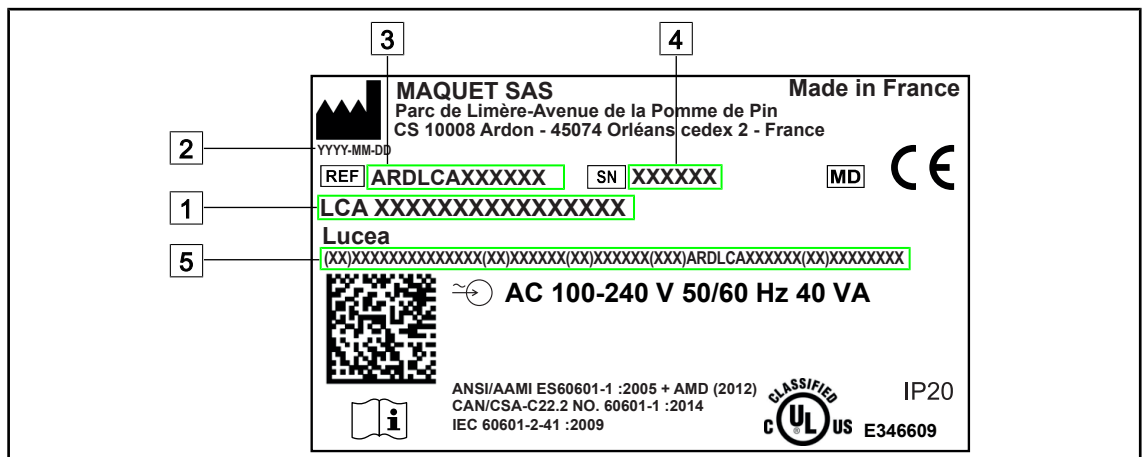 3 4
MAQUET SAS Made in France
Parc de Limère-Avenue de la Pomme de Pin
CS 10008 Ardon - 45074 Orléans cedex 2 - France
2 YYYY-MM-DD
REF ARDLCAXXXXXX SN XXXXXX MD CE
1 LCA XXXXXXXXXXXXXXXX
Lucea
5 (XX)XXXXXXXXXXXXXX(XX)XXXXXX(XX)XXXXXX(XXX)ARDLCAXXXXXX(XX)XXXXXXXX
AC 100-240 V 50/60 Hz 40 VA
ANSI/AAMI ES60601-1 :2005 + AMD (2012)
CAN/CSA-C22.2 NO. 60601-1 :2014
IEC 60601-2-41 :2009
i
CLASSIFIED
C UL ® US E346609
IP20